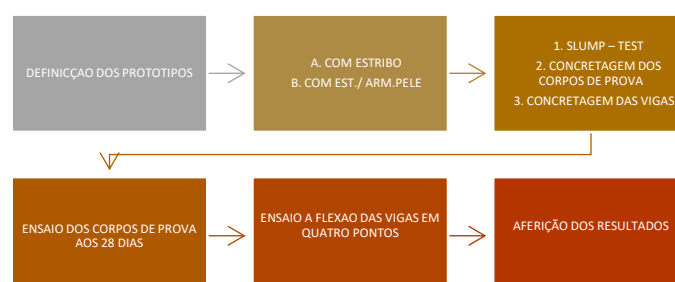 DEFINICÇAO DOS PROTOTIPOS
A. COM ESTRIBO
B. COM EST./ ARM.PELE
1. SLUMP – TEST
2. CONCRETAGEM DOS
CORPOS DE PROVA
3. CONCRETAGEM DAS VIGAS
ENSAIO DOS CORPOS DE PROVA
AOS 28 DIAS
ENSAIO A FLEXAO DAS VIGAS EM
QUATRO PONTOS
AFERIÇÃO DOS RESULTADOS